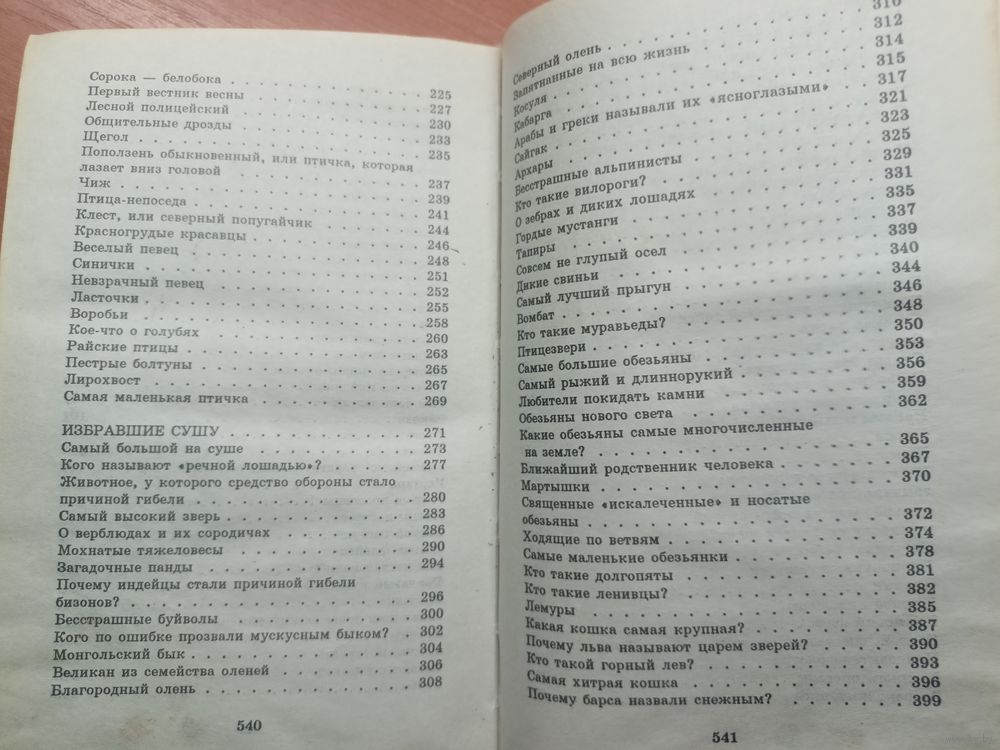 Сорока — белобока . . . . . . . . . . 225
Первый вестник весны . . . . . . . . . . 227
Лесной полицейский . . . . . . . . . . 230
Общительные дрозды . . . . . . . . . . 233
Щегол . . . . . . . . . . 235
Поползень обыкновенный, или птичка, которая
лазает вниз головой . . . . . . . . . . 237
Чиж . . . . . . . . . . 239
Птица-непоседа . . . . . . . . . . 241
Клест, или северный попугайчик . . . . . . . . . . 244
Красногрудые красавцы . . . . . . . . . . 246
Веселый певец . . . . . . . . . . 248
Синички . . . . . . . . . . 251
Невзрачный певец . . . . . . . . . . 252
Ласточки . . . . . . . . . . 255
Воробьи . . . . . . . . . . 258
Кое-что о голубях . . . . . . . . . . 260
Райские птицы . . . . . . . . . . 263
Пестрые болтуны . . . . . . . . . . 265
Лирохвост . . . . . . . . . . 267
Самая маленькая птичка . . . . . . . . . . 269
ИЗБРАВШИЕ СУШУ . . . . . . . . . . 271
Самый большой на суше . . . . . . . . . . 273
Кого называют «речной лошадью»? . . . . . . . 277
Животное, у которого средство обороны стало
причиной гибели . . . . . . . . . . 280
Самый высокий зверь . . . . . . . . . . 283
О верблюдах и их сородичах . . . . . . . . . . 286
Мохнатые тяжеловесы . . . . . . . . . . 290
Загадочные панды . . . . . . . . . . 294
Почему индейцы стали причиной гибели
бизонов? . . . . . . . . . . 296
Бесстрашные буйволы . . . . . . . . . . 300
Кого по ошибке прозвали мускусным быком? . 302
Монгольский бык . . . . . . . . . . 304
Великан из семейства оленей . . . . . . . . . . 306
Благородный олень . . . . . . . . . . 308
540
Северный олень . . . . . . . . . . 310
Запятнанные на всю жизнь . . . . . . . . . . 312
Косуля . . . . . . . . . . 314
Кабарга . . . . . . . . . . 315
Арабы и греки называли их «ясноглазыми» . . . 317
Сайгак . . . . . . . . . . 321
Архары . . . . . . . . . . 323
Бесстрашные альпинисты . . . . . . . . . . 325
Кто такие вилороги? . . . . . . . . . . 329
О зебрах и диких лошадях . . . . . . . . . . 331
Гордые мустанги . . . . . . . . . . 335
Тапиры . . . . . . . . . . 337
Совсем не глупый осел . . . . . . . . . . 339
Дикие свиньи . . . . . . . . . . 340
Самый лучший прыгун . . . . . . . . . . 344
Вомбат . . . . . . . . . . 346
Кто такие муравьеды? . . . . . . . . . . 348
Птицезвери . . . . . . . . . . 350
Самые большие обезьяны . . . . . . . . . . 353
Самый рыжий и длиннорукий . . . . . . . . . . 356
Любители покидать камни . . . . . . . . . . 359
Обезьяны нового света . . . . . . . . . . 362
Какие обезьяны самые многочисленные
на земле? . . . . . . . . . . 365
Ближайший родственник человека . . . . . . . 367
Мартышки . . . . . . . . . . 370
Священные «искалеченные» и носатые
обезьяны . . . . . . . . . . 372
Ходящие по ветвям . . . . . . . . . . 374
Самые маленькие обезьянки . . . . . . . . . . 378
Кто такие долгопяты . . . . . . . . . . 381
Кто такие ленивцы? . . . . . . . . . . 382
Лемуры . . . . . . . . . . 385
Какая кошка самая крупная? . . . . . . . . . . 387
Почему льва называют царем зверей? . . . . . 390
Кто такой горный лев? . . . . . . . . . . 393
Самая хитрая кошка . . . . . . . . . . 396
Почему барса назвали снежным? . . . . . . . 399
541